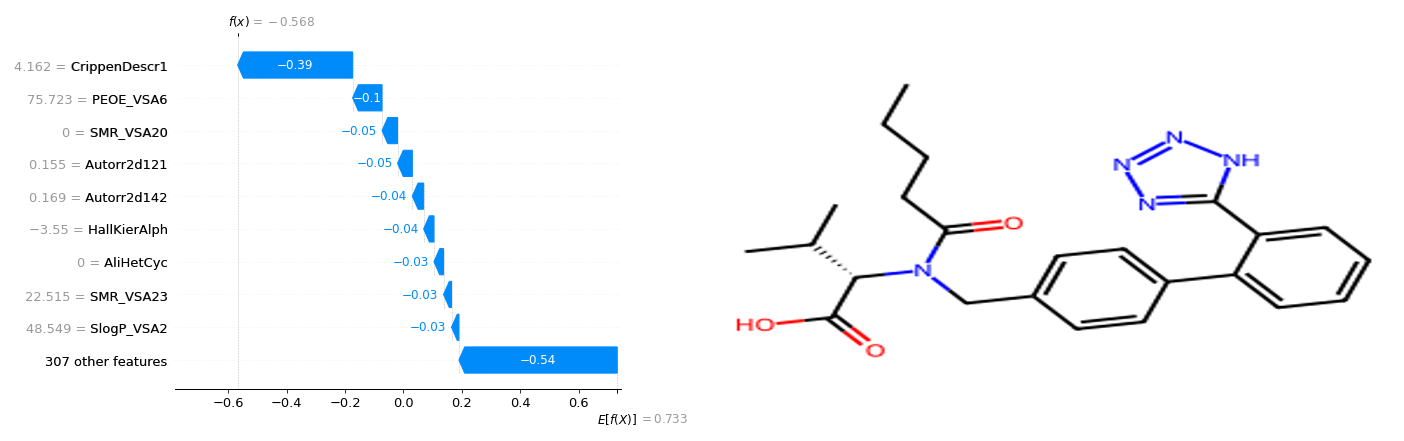 f(x) = −0.568
4.162 = CrippenDescr1
−0.39
75.723 = PEOE_VSA6
−0.1
0 = SMR_VSA20
−0.05
0.155 = Autorr2d121
−0.05
0.169 = Autorr2d142
−0.04
−3.55 = HallKierAlph
−0.04
0 = AliHetCyc
−0.03
22.515 = SMR_VSA23
−0.03
48.549 = SlogP_VSA2
−0.03
307 other features
−0.54
−0.6 −0.4 −0.2 0.0 0.2 0.4 0.6
E[f(X)] = 0.733
N
N
NH
N
O
N
HO
O